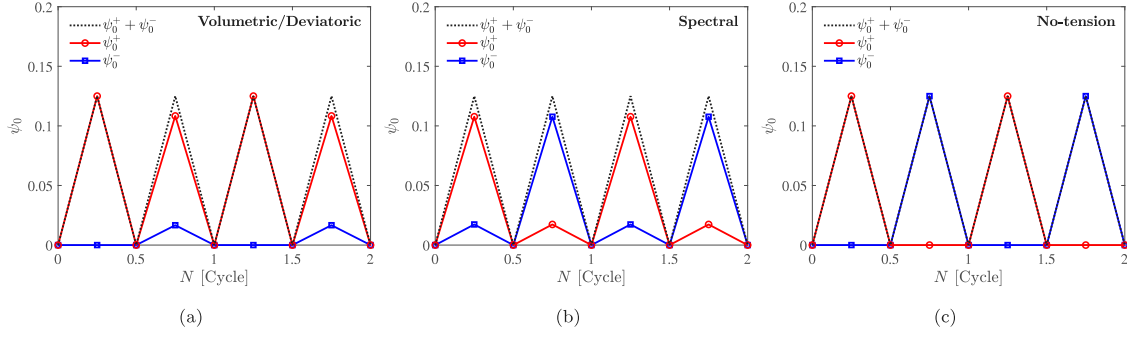 Volumetric/Deviatoric
ψ₀⁺ + ψ₀⁻
ψ₀⁺
ψ₀⁻
0.2
0.15
0.1
0.05
0
ψ₀
0 0.5 1 1.5 2
N [Cycle]
(a)
Spectral
ψ₀⁺ + ψ₀⁻
ψ₀⁺
ψ₀⁻
0.2
0.15
0.1
0.05
0
ψ₀
0 0.5 1 1.5 2
N [Cycle]
(b)
No-tension
ψ₀⁺ + ψ₀⁻
ψ₀⁺
ψ₀⁻
0.2
0.15
0.1
0.05
0
ψ₀
0 0.5 1 1.5 2
N [Cycle]
(c)